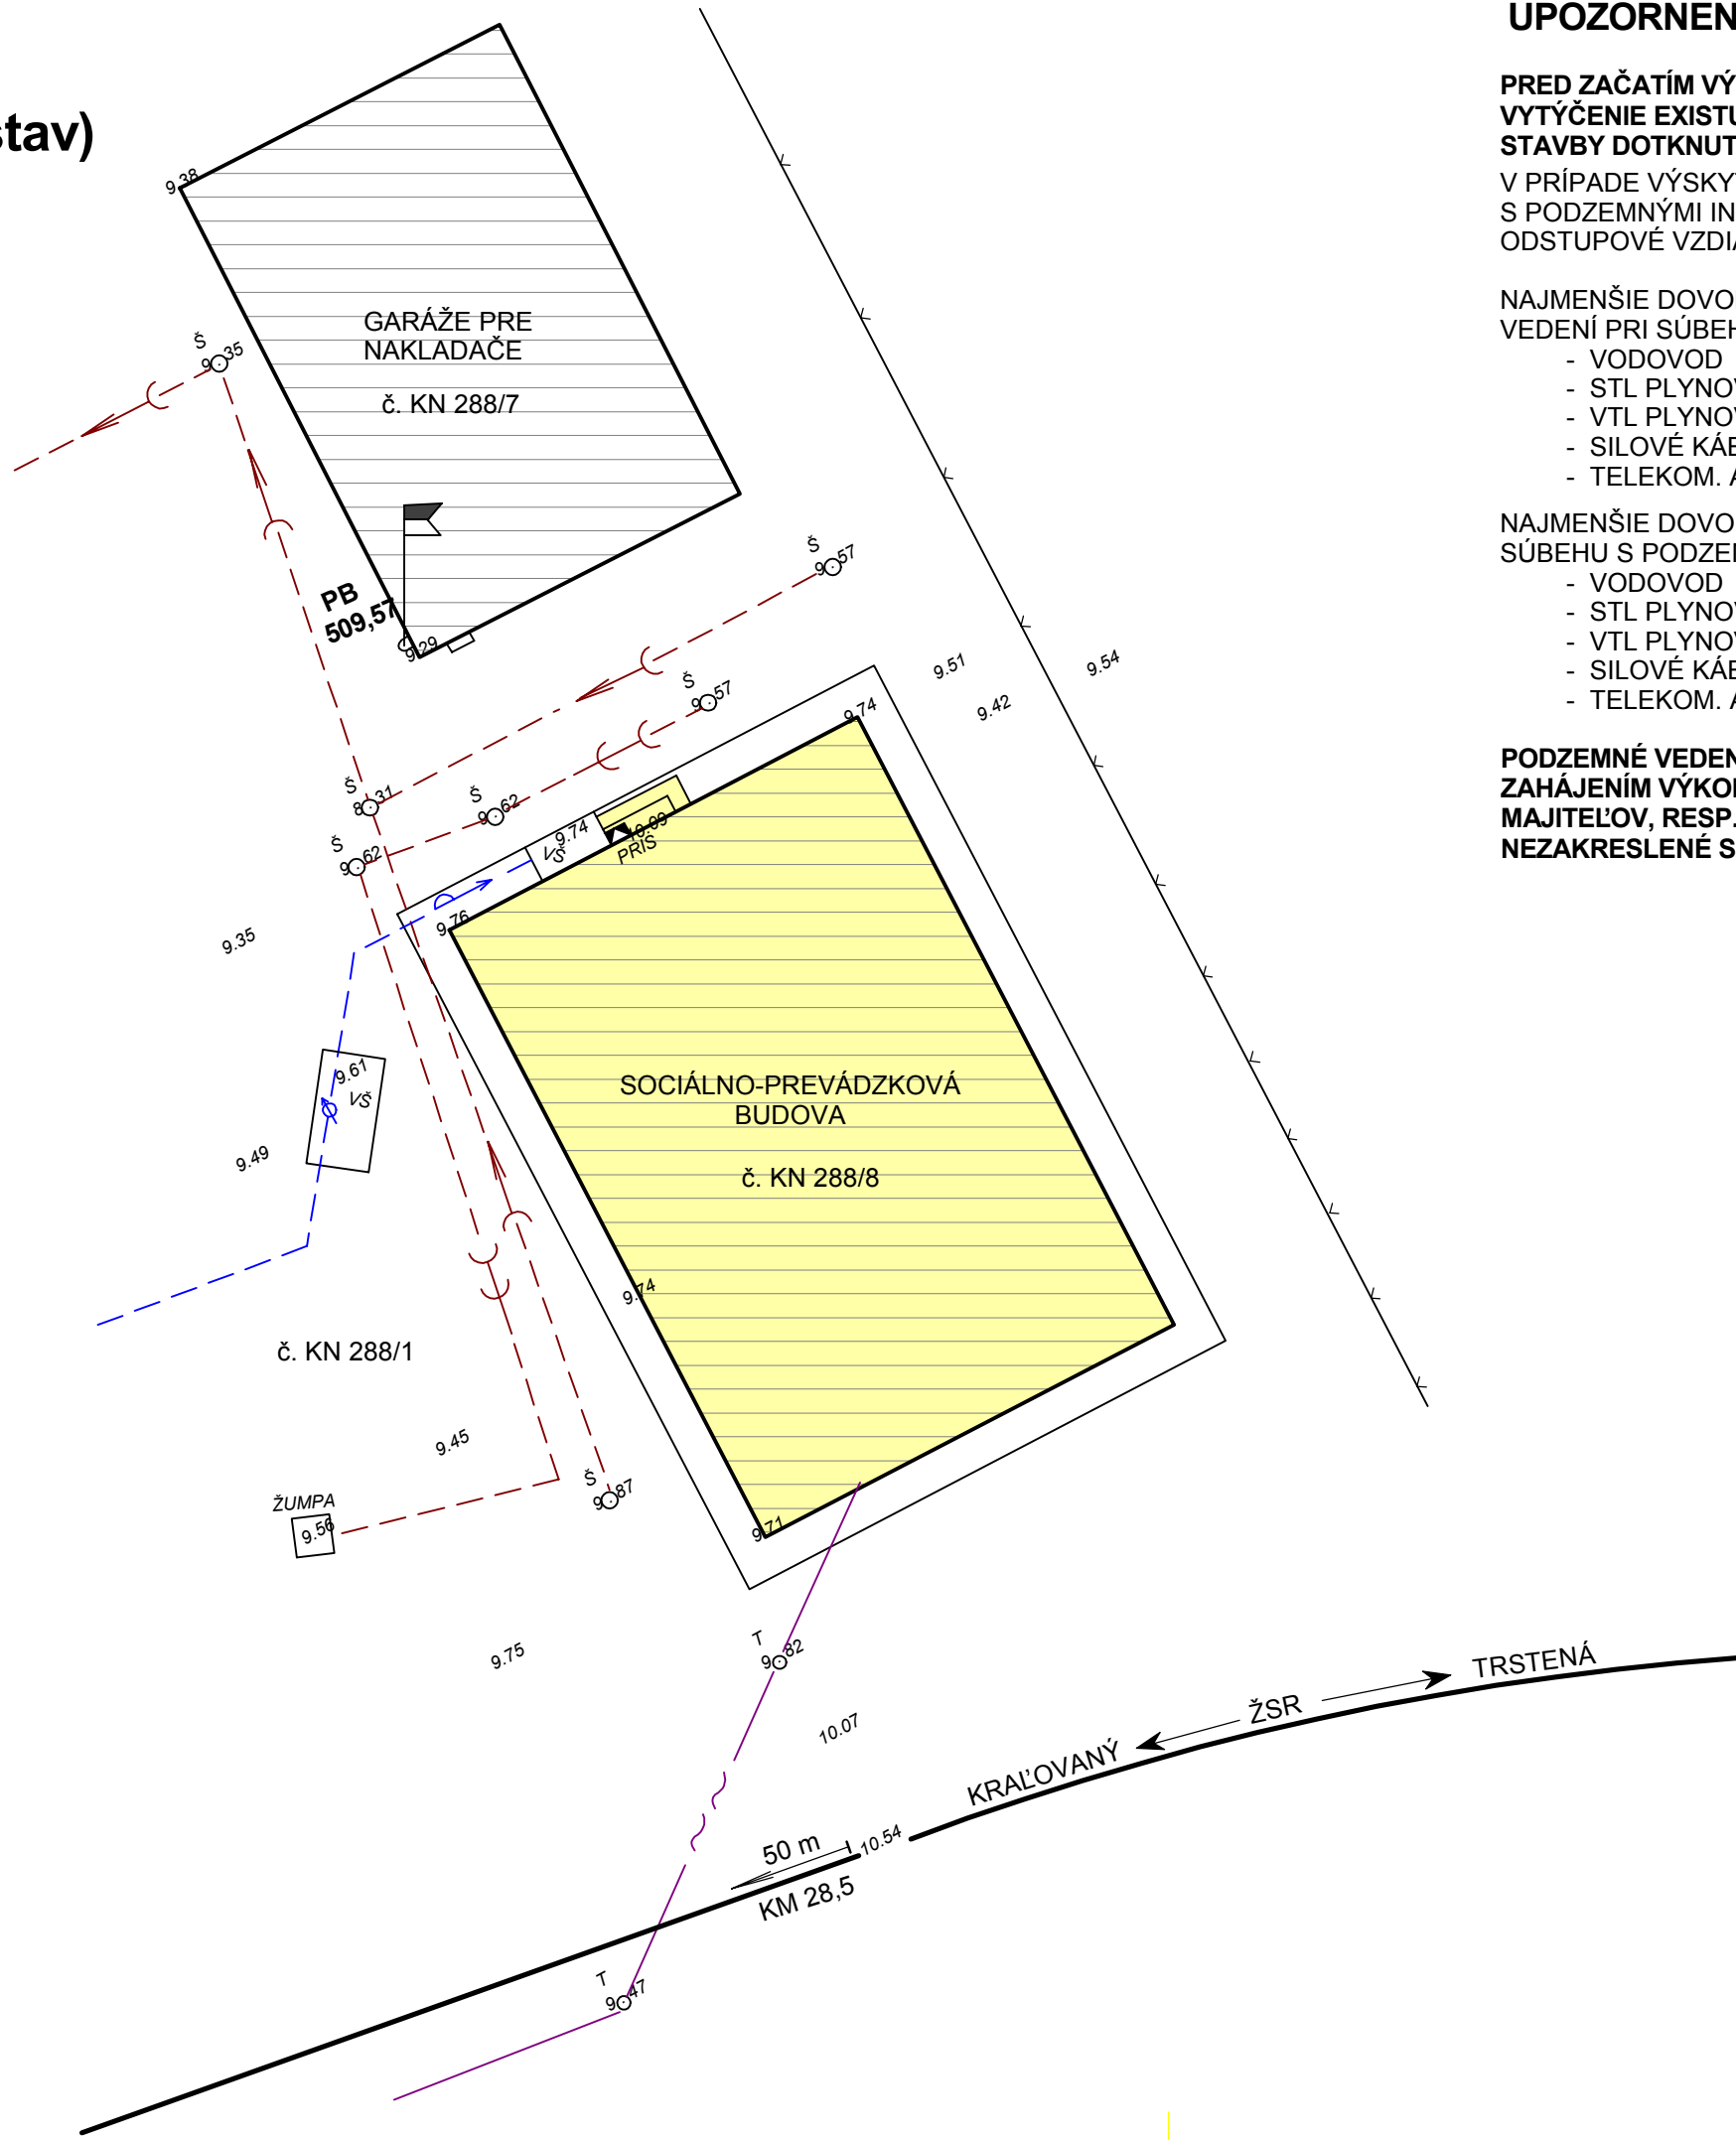 stav)
UPOZORNEN
PRED ZAČATÍM VÝ
VYTÝČENIE EXISTU
STAVBY DOTKNUT
V PRÍPADE VÝSKY
S PODZEMNÝMI IN
ODSTUPOVÉ VZDIA
NAJMENŠIE DOVO
VEDENÍ PRI SÚBEH
- VODOVOD
- STL PLYNOV
- VTL PLYNOV
- SILOVÉ KÁB
- TELEKOM. A
NAJMENŠIE DOVO
SÚBEHU S PODZEM
- VODOVOD
- STL PLYNOV
- VTL PLYNOV
- SILOVÉ KÁB
- TELEKOM. A
PODZEMNÉ VEDEN
ZAHÁJENÍM VÝKOP
MAJITEĽOV, RESP.
NEZAKRESLENÉ S
9.38
GARÁŽE PRE
NAKLADAČE
č. KN 288/7
Š
9 35
PB
509,57
9.29
Š
9 57
Š
9 57
9.51
9.54
9.42
9.74
Š
8 31
Š
9 62
Š
9 62
9.74
VŠ
10.09
PRÍS
9.76
9.35
9.61
VŠ
9.49
SOCIÁLNO-PREVÁDZKOVÁ
BUDOVA
č. KN 288/8
9.74
č. KN 288/1
9.45
ŽUMPA
9.56
Š
9 87
9.71
9.75
T
9 82
10.07
TRSTENÁ
ŽSR
KRAĽOVANÝ
10.54
50 m
KM 28,5
T
9 47